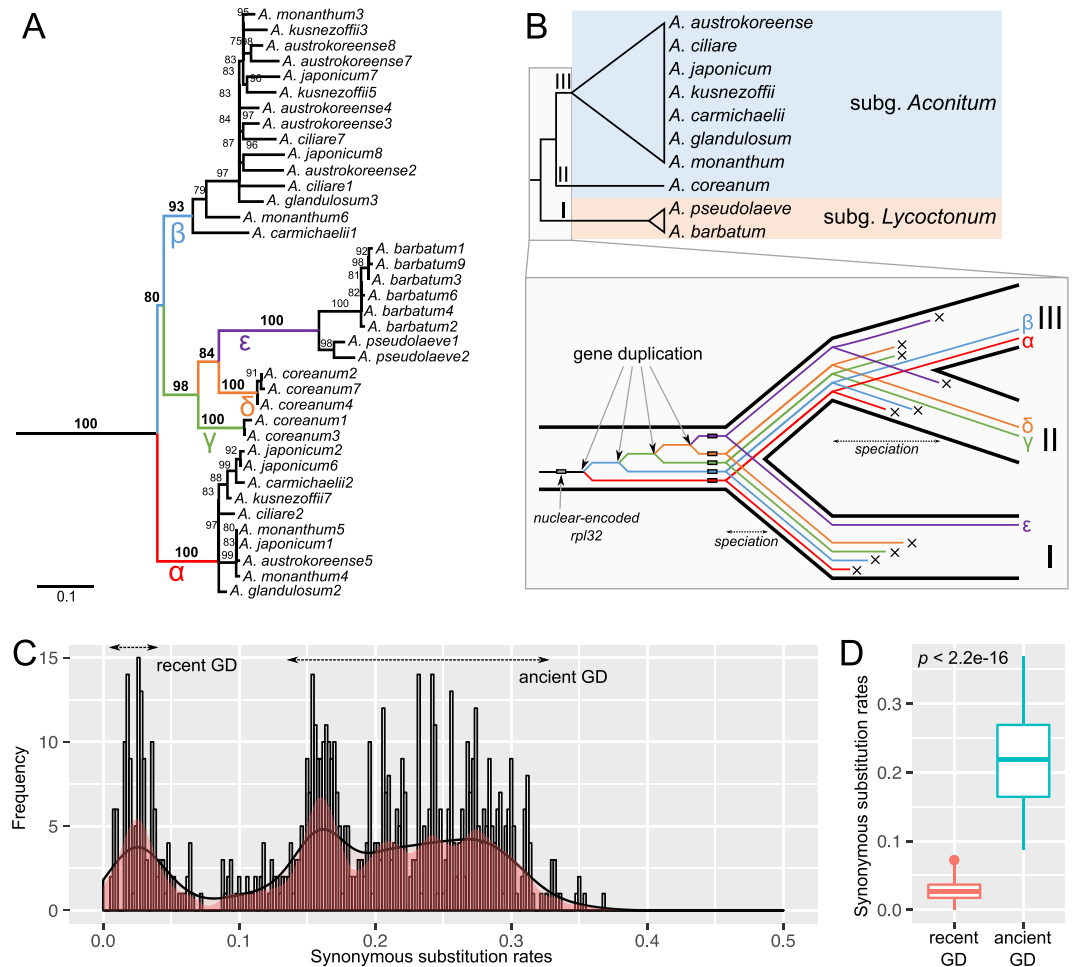 A
95
A. monanthum3
A. kusnezoffii3
7598
A. austrokoreense8
83
A. austrokoreense7
83
A. japonicum7
96
83
A. kusnezoffii5
A. austrokoreense4
84
97
A. austrokoreense3
87
A. ciliare7
96
A. japonicum8
A. austrokoreense2
97
A. ciliare1
79
A. glandulosum3
93
A. monanthum6
β
A. carmichaelii1
92
A. barbatum1
98
A. barbatum9
81
A. barbatum3
82
A. barbatum6
100
A. barbatum4
A. barbatum2
80
100
ε
98
A. pseudolaeve1
A. pseudolaeve2
84
91
A. coreanum2
98
100
A. coreanum7
δ
A. coreanum4
100
A. coreanum1
γ
A. coreanum3
100
92
A. japonicum2
99
A. japonicum6
88
A. carmichaelii2
83
A. kusnezoffii7
A. ciliare2
97
80
A. monanthum5
83
A. japonicum1
100
99
A. austrokoreense5
α
A. monanthum4
A. glandulosum2
0.1
B
III
A. austrokoreense
A. ciliare
A. japonicum
A. kusnezoffii
A. carmichaelii
A. glandulosum
A. monanthum
subg. Aconitum
II
A. coreanum
I
A. pseudolaeve
A. barbatum
subg. Lycoctonum
gene duplication
×
β
III
α
×
×
×
×
×
δ
γ
II
speciation
nuclear-encoded
rpl32
speciation
ε
×
×
×
×
I
C
recent GD
ancient GD
Frequency
15
10
5
0
0.0
0.1
0.2
0.3
0.4
0.5
Synonymous substitution rates
D
p < 2.2e-16
Synonymous substitution rates
0.3
0.2
0.1
0.0
recent
GD
ancient
GD